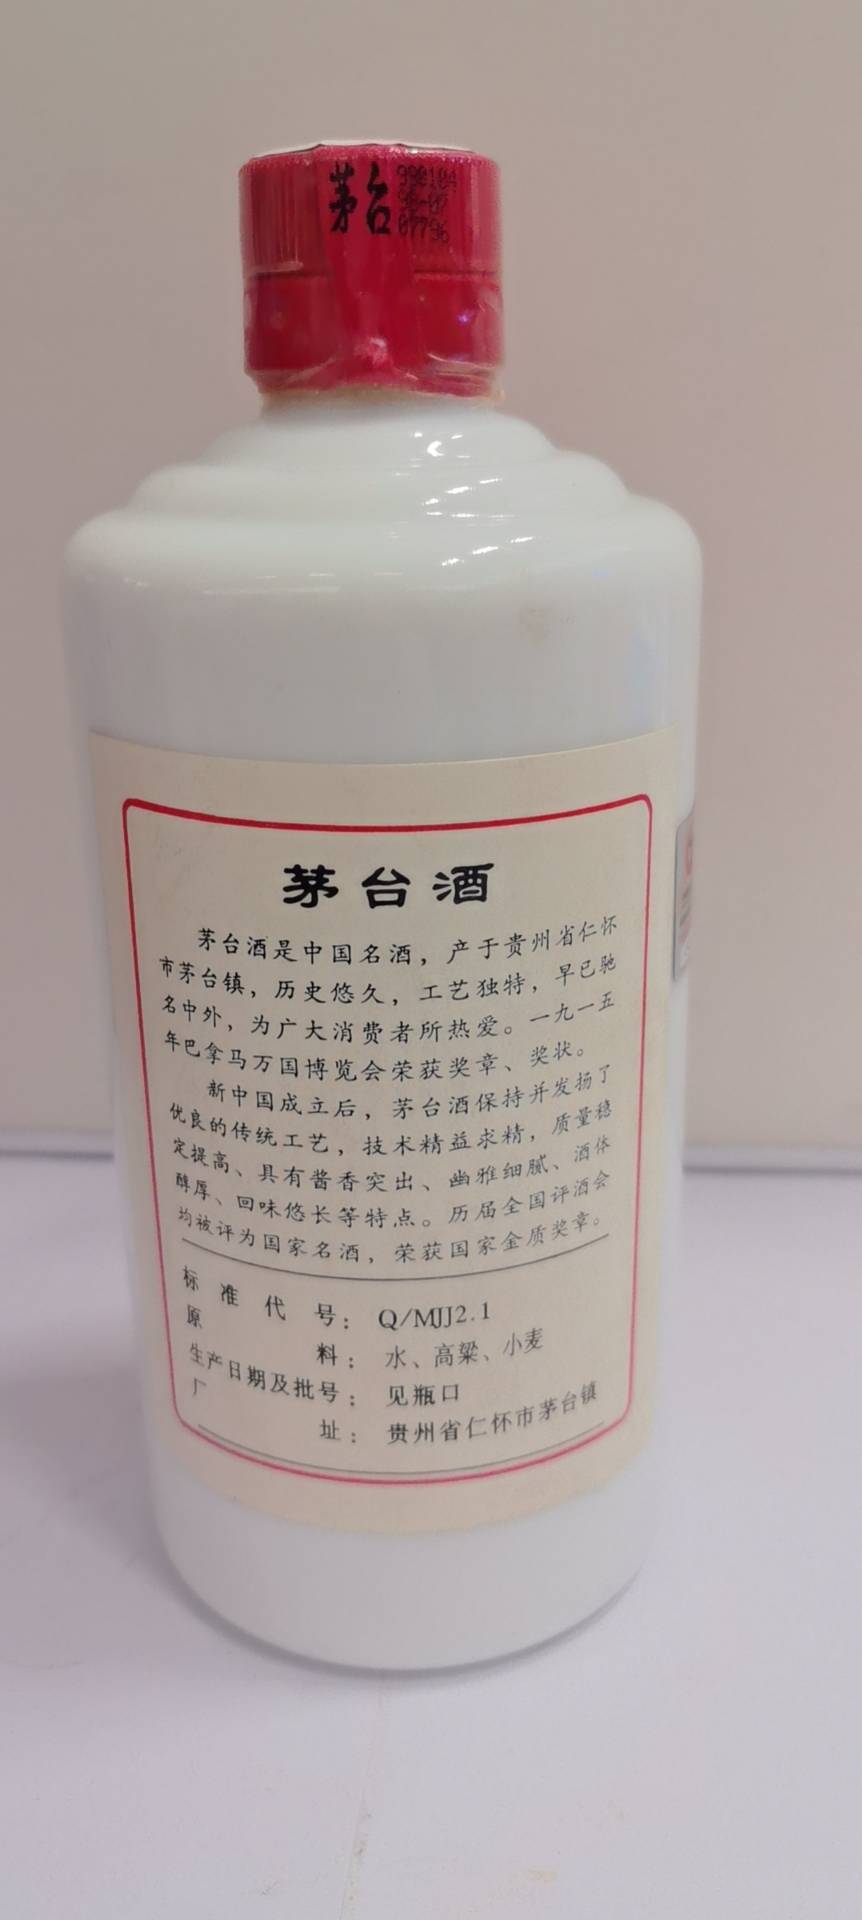 茅台
990104
98-07
07796
茅台酒
茅台酒是中国名酒，产于贵州省仁怀
市茅台镇，历史悠久，工艺独特，早已驰
名中外，为广大消费者所热爱。一九一五
年巴拿马万国博览会荣获奖章、奖状。
新中国成立后，茅台酒保持并发扬了
优良的传统工艺，技术精益求精，质量稳
定提高、具有酱香突出、幽雅细腻、酒体
醇厚、回味悠长等特点。历届全国评酒会
均被评为国家名酒，荣获国家金质奖章。
标准代号：Q/MJJ2.1
原料：水、高粱、小麦
生产日期及批号：见瓶口
厂址：贵州省仁怀市茅台镇